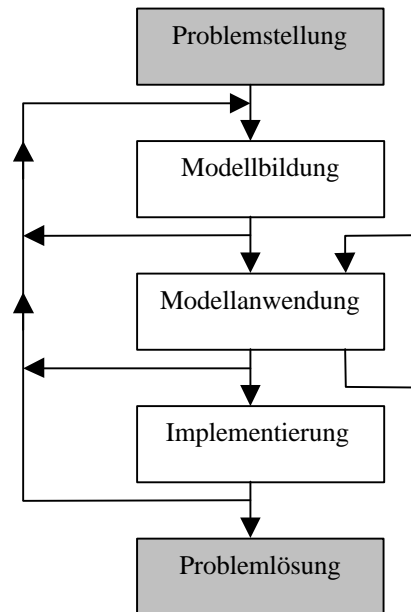 Problemstellung
Modellbildung
Modellanwendung
Implementierung
Problemlösung